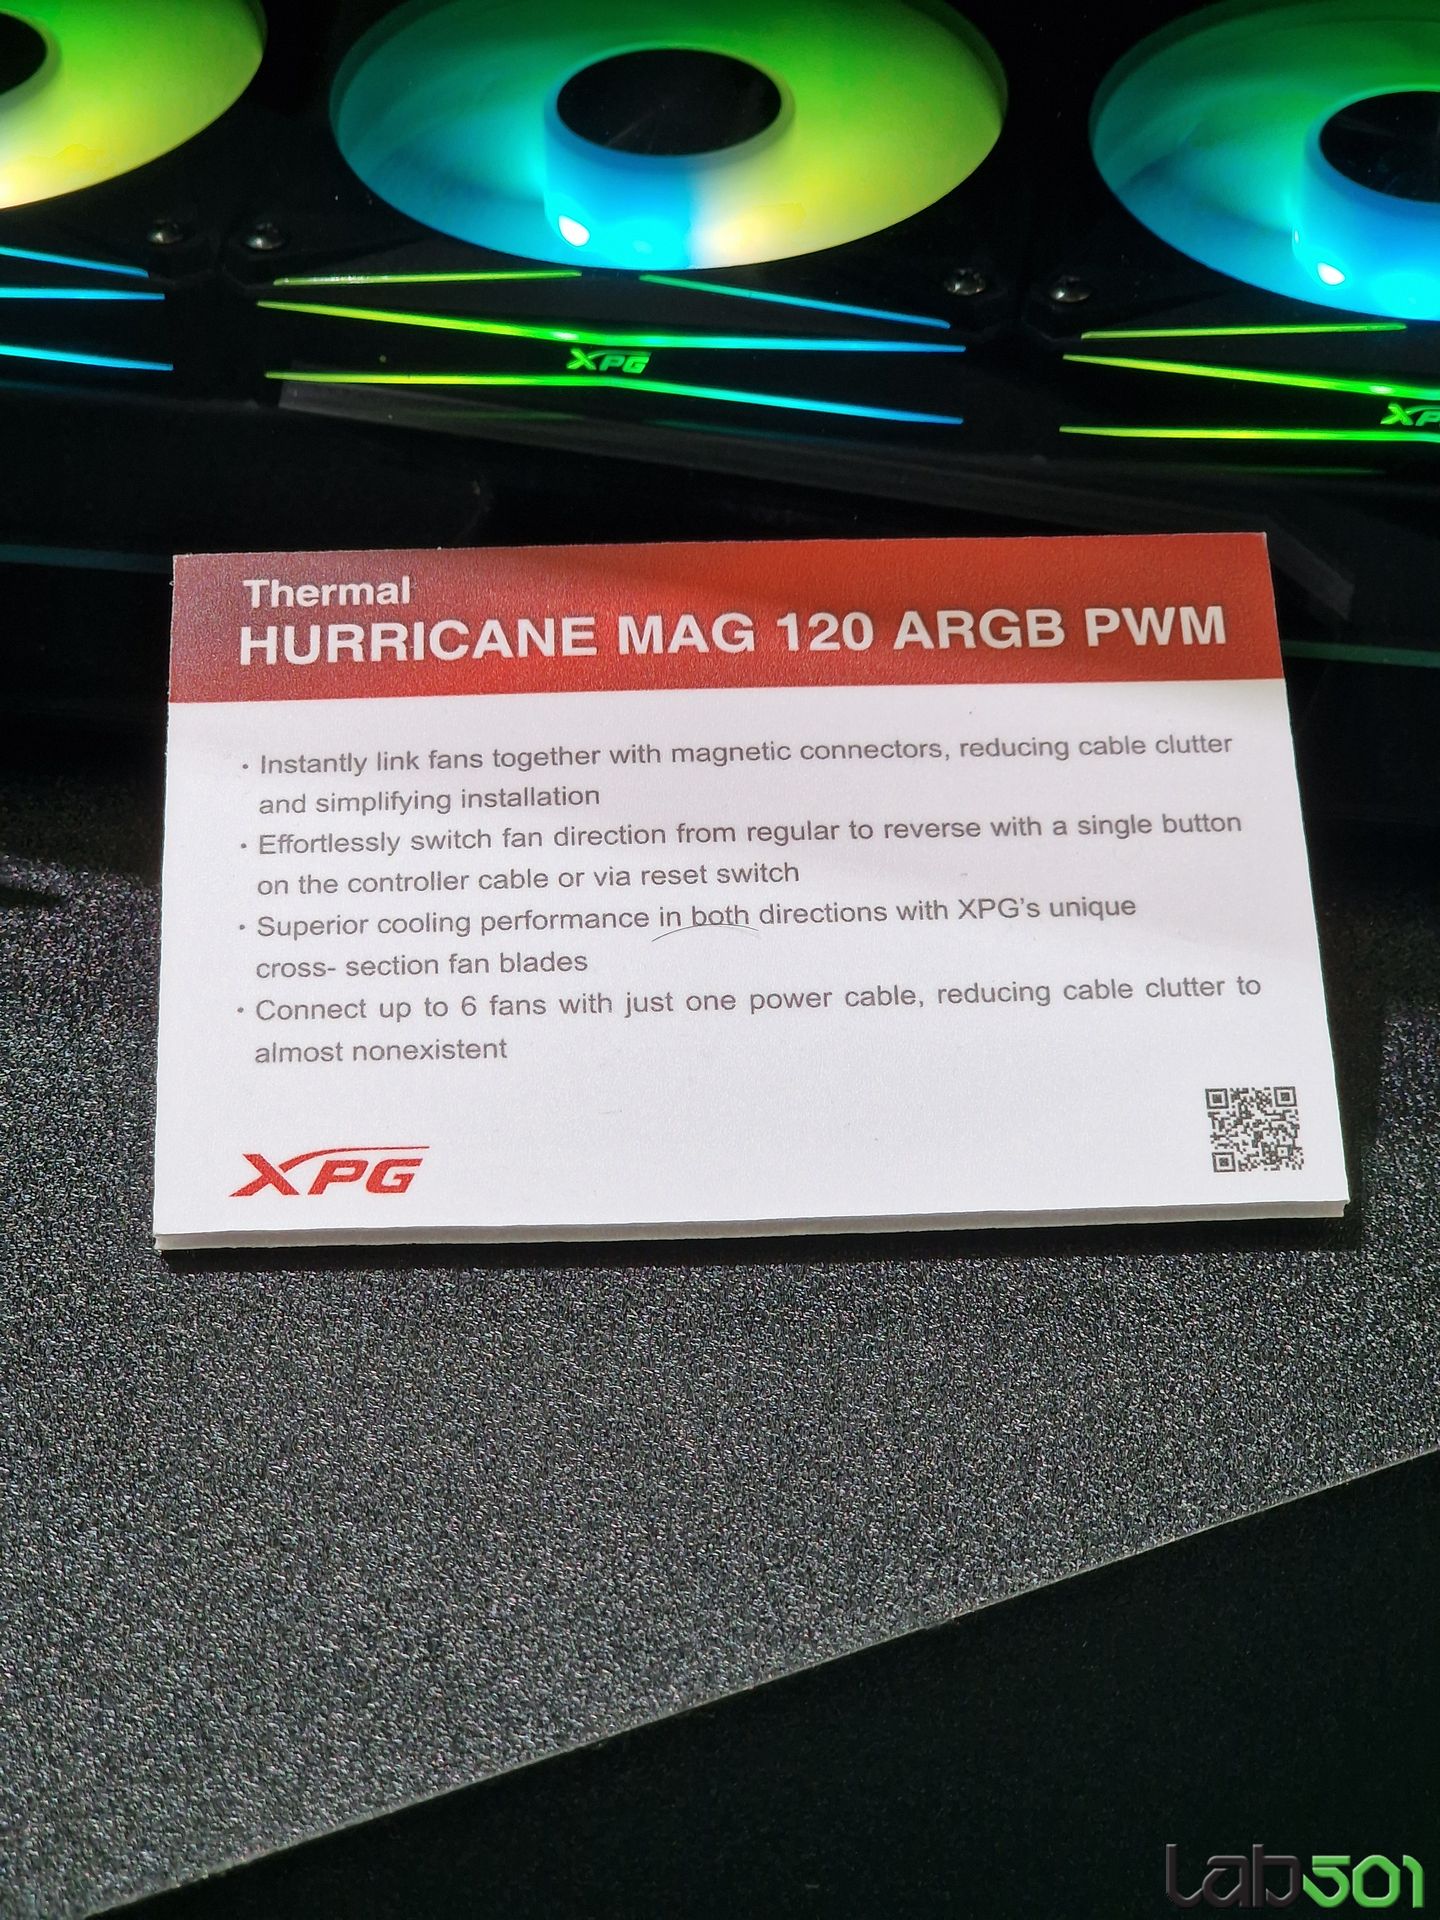 XPG
XP
Thermal
HURRICANE MAG 120 ARGB PWM
· Instantly link fans together with magnetic connectors, reducing cable clutter
and simplifying installation
· Effortlessly switch fan direction from regular to reverse with a single button
on the controller cable or via reset switch
· Superior cooling performance in both directions with XPG's unique
cross- section fan blades
· Connect up to 6 fans with just one power cable, reducing cable clutter to
almost nonexistent
XPG
Lab501